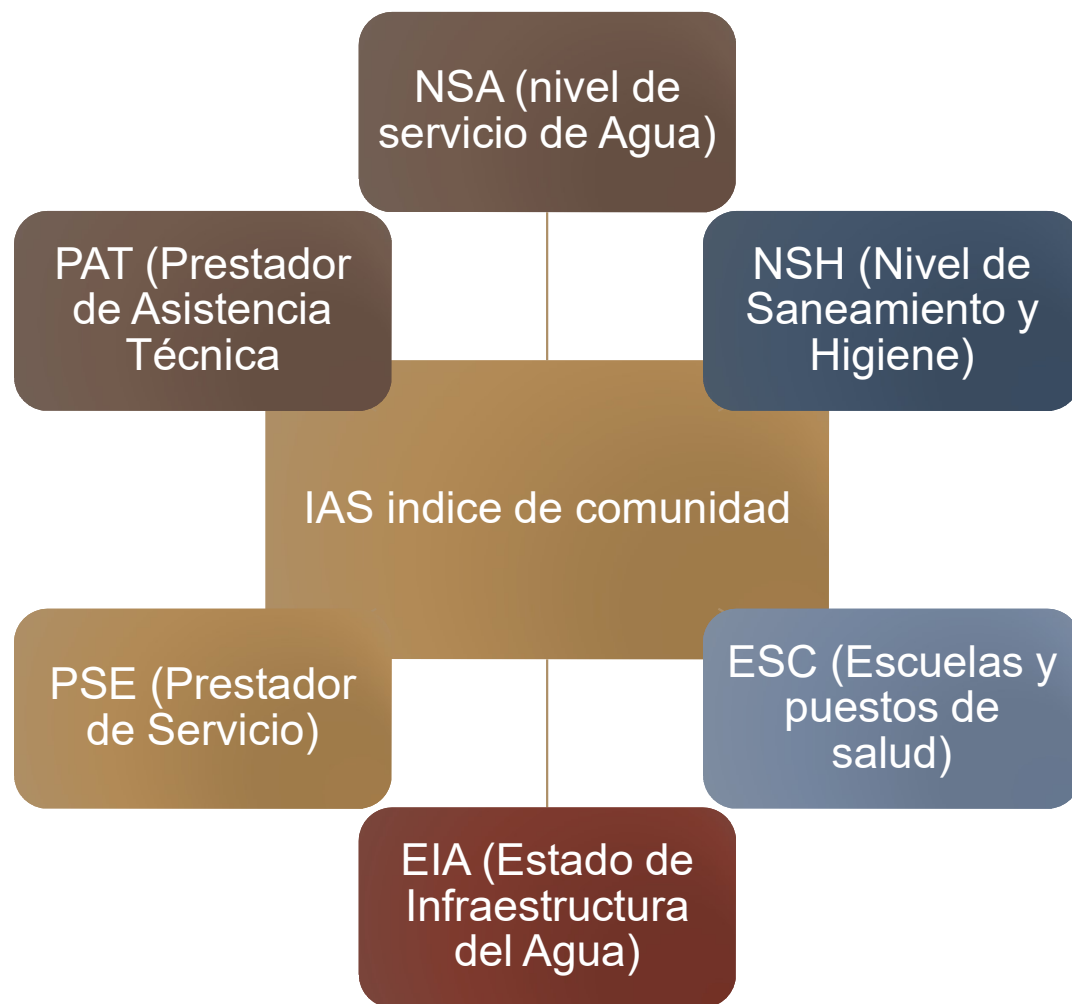 NSA (nivel de
servicio de Agua)
PAT (Prestador
de Asistencia
Técnica
NSH (Nivel de
Saneamiento y
Higiene)
IAS indice de comunidad
PSE (Prestador
de Servicio)
ESC (Escuelas y
puestos de
salud)
EIA (Estado de
Infraestructura
del Agua)